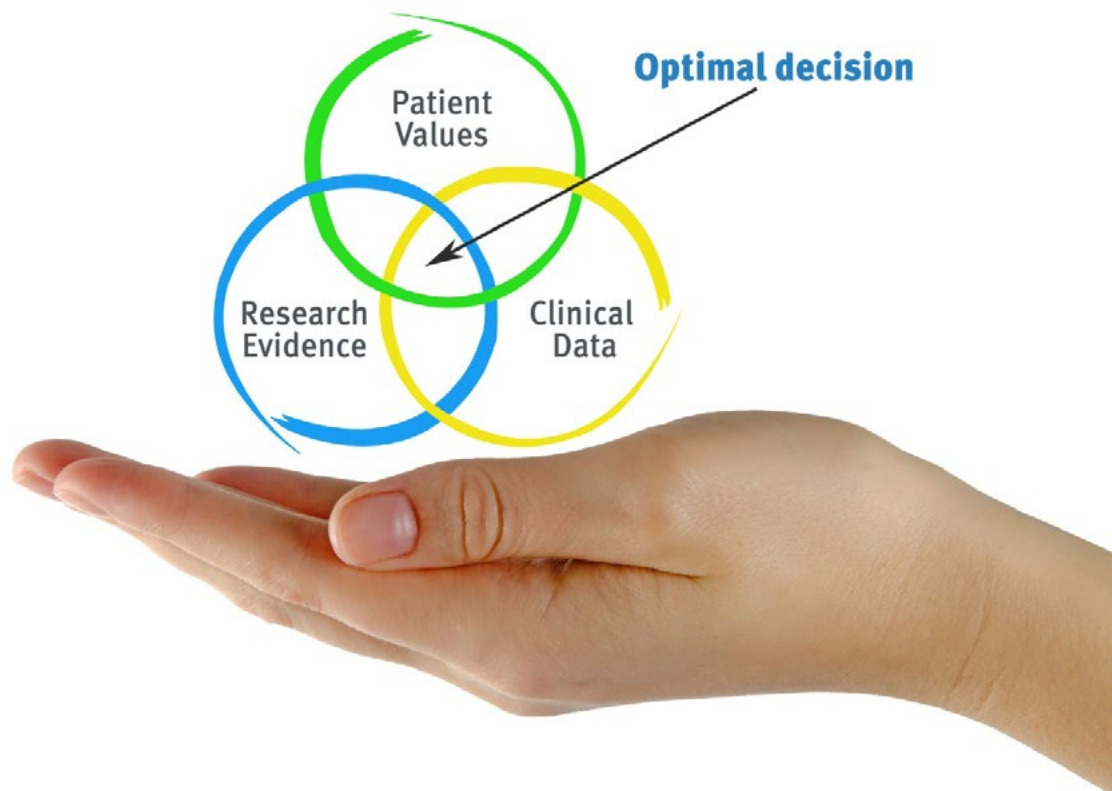 Optimal decision
Patient
Values
Research
Evidence
Clinical
Data